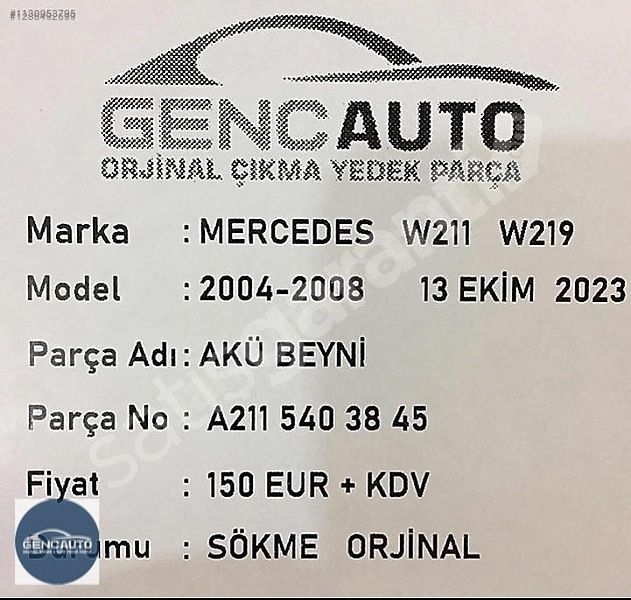 GENCAUTO
ORJİNAL ÇIKMA YEDEK PARÇA
Marka : MERCEDES W211 W219
Model : 2004-2008 13 EKİM 2023
Parça Adı : AKÜ BEYNİ
Parça No : A211 540 38 45
Fiyat : 150 EUR + KDV
Durumu : SÖKME ORJİNAL
GENCAUTO